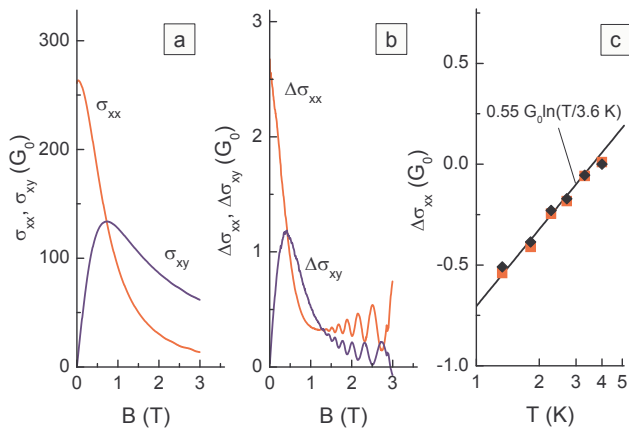 a
300
200
100
0
σxx, σxy (G0)
σxx
σxy
0 1 2 3
B (T)
b
3
2
1
0
Δσxx, Δσxy (G0)
Δσxx
Δσxy
0 1 2 3
B (T)
c
0.5
0.0
-0.5
-1.0
Δσxx (G0)
0.55 G0ln(T/3.6 K)
1 2 3 4 5
T (K)